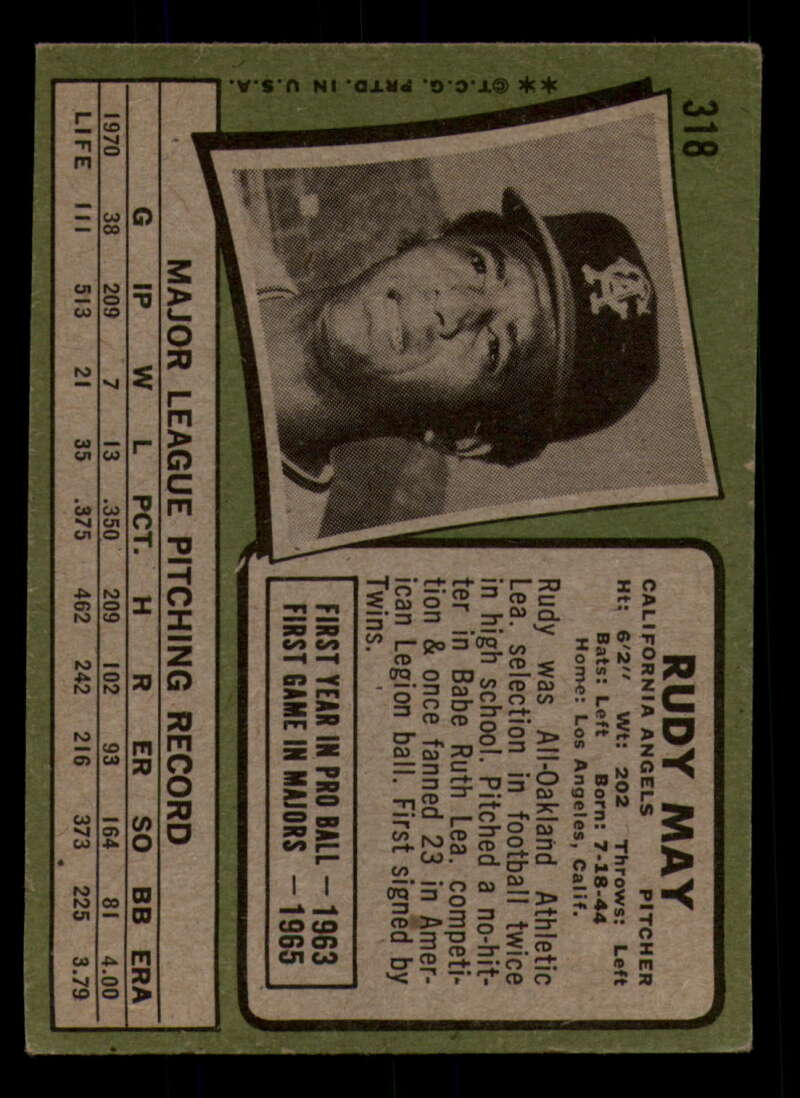 318
**©T.C.G. PRTD. IN U.S.A.
CA
RUDY MAY
CALIFORNIA ANGELS PITCHER
Ht: 6'2" Wt: 202 Throws: Left
Bats: Left Born: 7-18-44
Home: Los Angeles, Calif.
Rudy was All-Oakland Athletic
Lea. selection in football twice
in high school. Pitched a no-hit-
ter in Babe Ruth Lea. competi-
tion & once fanned 23 in Amer-
ican Legion ball. First signed by
Twins.
FIRST YEAR IN PRO BALL — 1963
FIRST GAME IN MAJORS — 1965
MAJOR LEAGUE PITCHING RECORD
G IP W L PCT. H R ER SO BB ERA
1970 38 209 7 13 .350 209 102 93 164 81 4.00
LIFE 111 513 21 35 .375 462 242 216 373 225 3.79